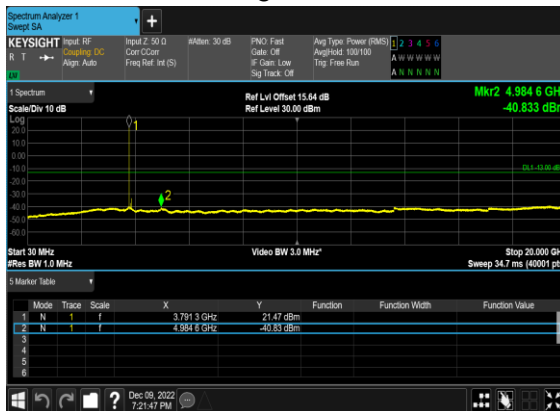 Spectrum Analyzer 1
Swept SA
KEYSIGHT Input: RF Input Z: 50 Ω #Atten: 30 dB PNO: Fast Avg Type: Power (RMS) 1 2 3 4 5 6
R T Coupling: DC Corr CCorr Gate: Off Avg|Hold: 100/100 A W W W W W
Align: Auto Freq Ref: Int (S) IF Gain: Low Trig: Free Run
Sig Track: Off A N N N N N
1 Spectrum
Scale/Div 10 dB
Ref Lvl Offset 15.64 dB
Ref Level 30.00 dBm
Mkr2 4.984 6 GH
-40.833 dBr
Log
20.0
10.0
0.00
-10.0
-20.0
-30.0
-40.0
-50.0
-60.0
1
2
DL1 -13.00 dB
Start 30 MHz Video BW 3.0 MHz* Stop 20.000 GH
#Res BW 1.0 MHz Sweep 34.7 ms (40001 pt
5 Marker Table
Mode Trace Scale X Y Function Function Width Function Value
1 N 1 f 3.791 3 GHz 21.47 dBm
2 N 1 f 4.984 6 GHz -40.83 dBm
3
4
5
6
?
Dec 09, 2022
7:21:47 PM